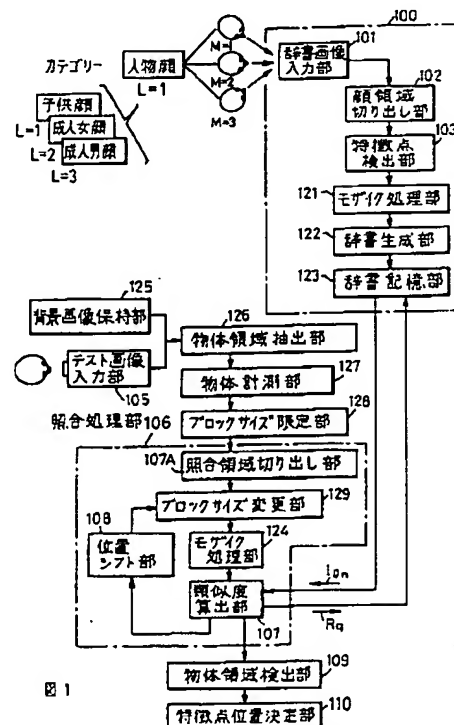 100
M=1
101
カテゴリー
人物顔
辞書画像
入力部
L=1
M=2
M=3
102
顔領域
切り出し部
子供顔
L=1
成人女顔
L=2
成人男顔
L=3
103
特徴点
検出部
121
モザイク処理部
122
辞書生成部
123
辞書記憶部
125
背景画像保持部
126
物体領域抽出部
テスト画像
入力部
105
127
物体計測部
照合処理部
106
128
ブロックサイズ限定部
107A
照合領域切り出し部
129
ブロックサイズ変更部
108
位置
シフト部
124
モザイク
処理部
類似度
算出部
107
IDn
Rq
109
物体領域検出部
110
特徴点位置決定部
図1